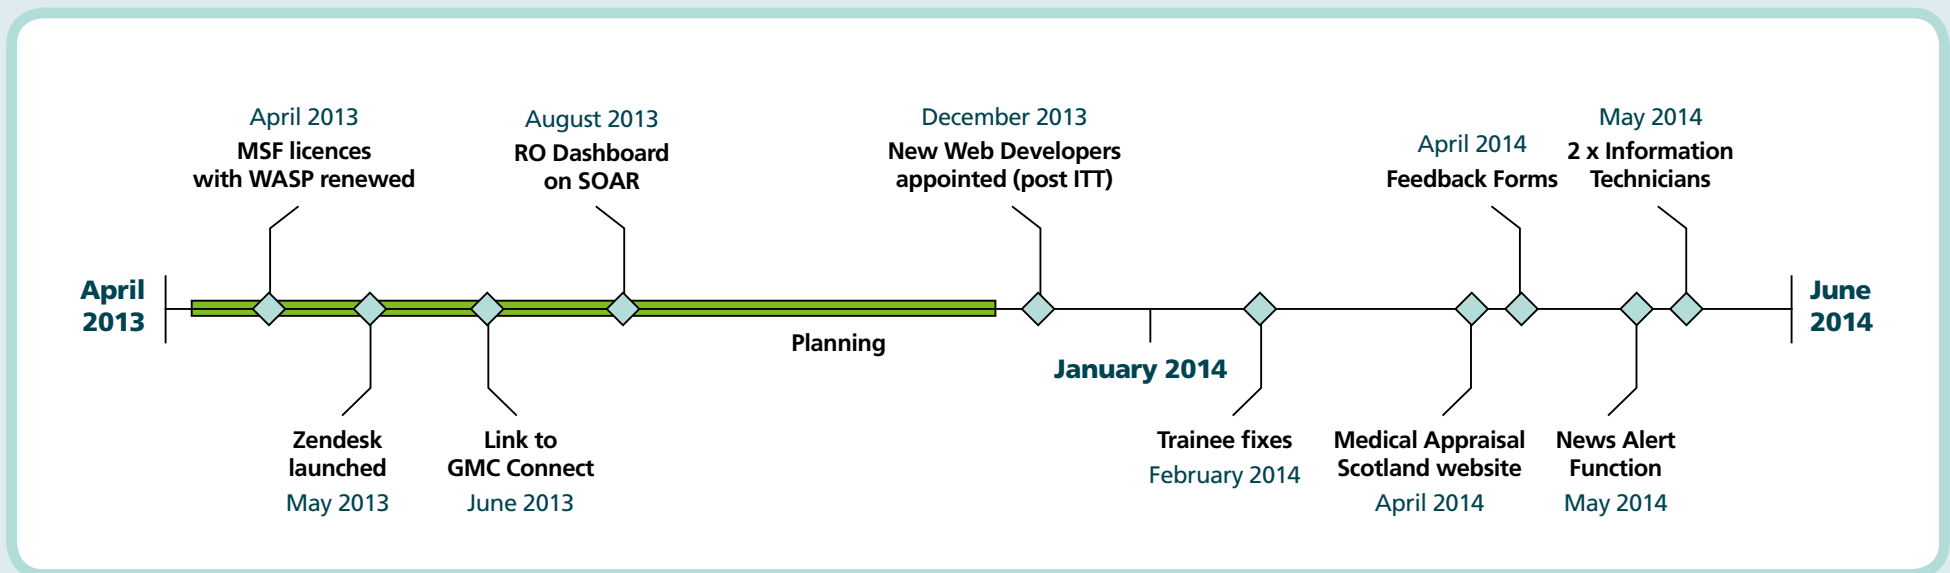 April 2013
MSF licences
with WASP renewed
August 2013
RO Dashboard
on SOAR
December 2013
New Web Developers
appointed (post ITT)
April 2014
Feedback Forms
May 2014
2 x Information
Technicians
April
2013
Planning
January 2014
June
2014
Zendesk
launched
May 2013
Link to
GMC Connect
June 2013
Trainee fixes
February 2014
Medical Appraisal
Scotland website
April 2014
News Alert
Function
May 2014